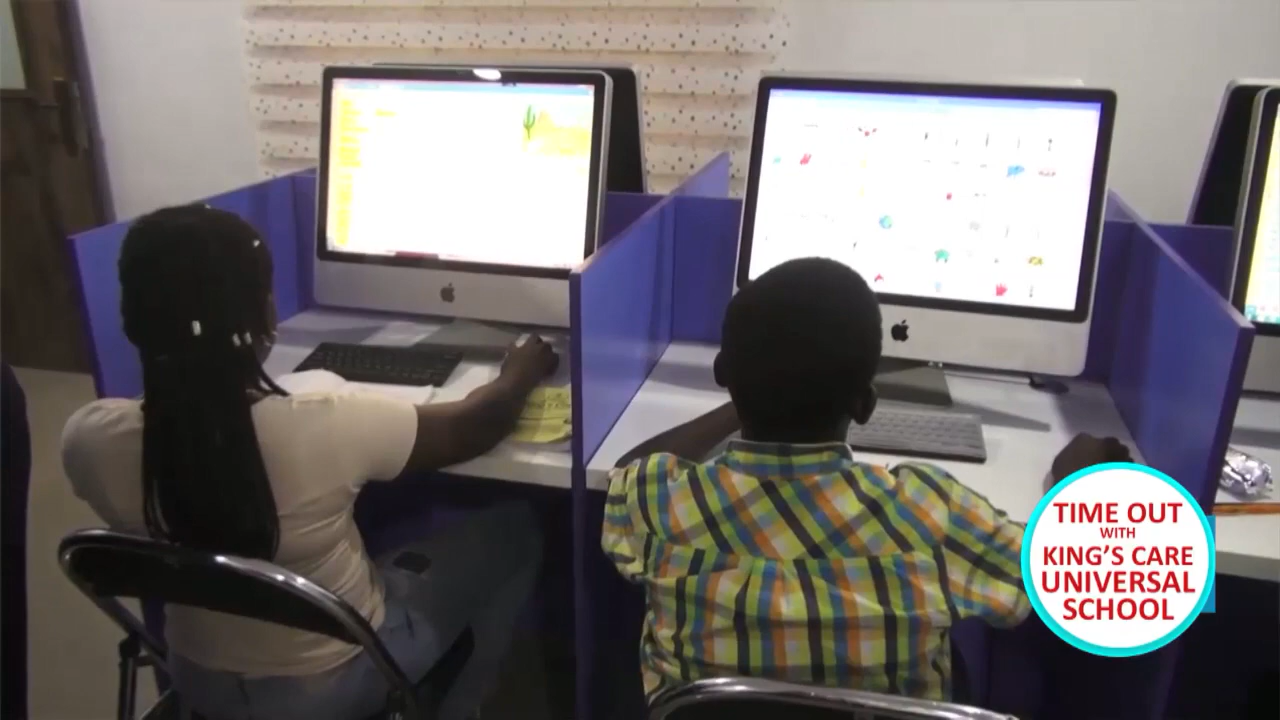 TIME OUT
WITH
KING'S CARE
UNIVERSAL
SCHOOL